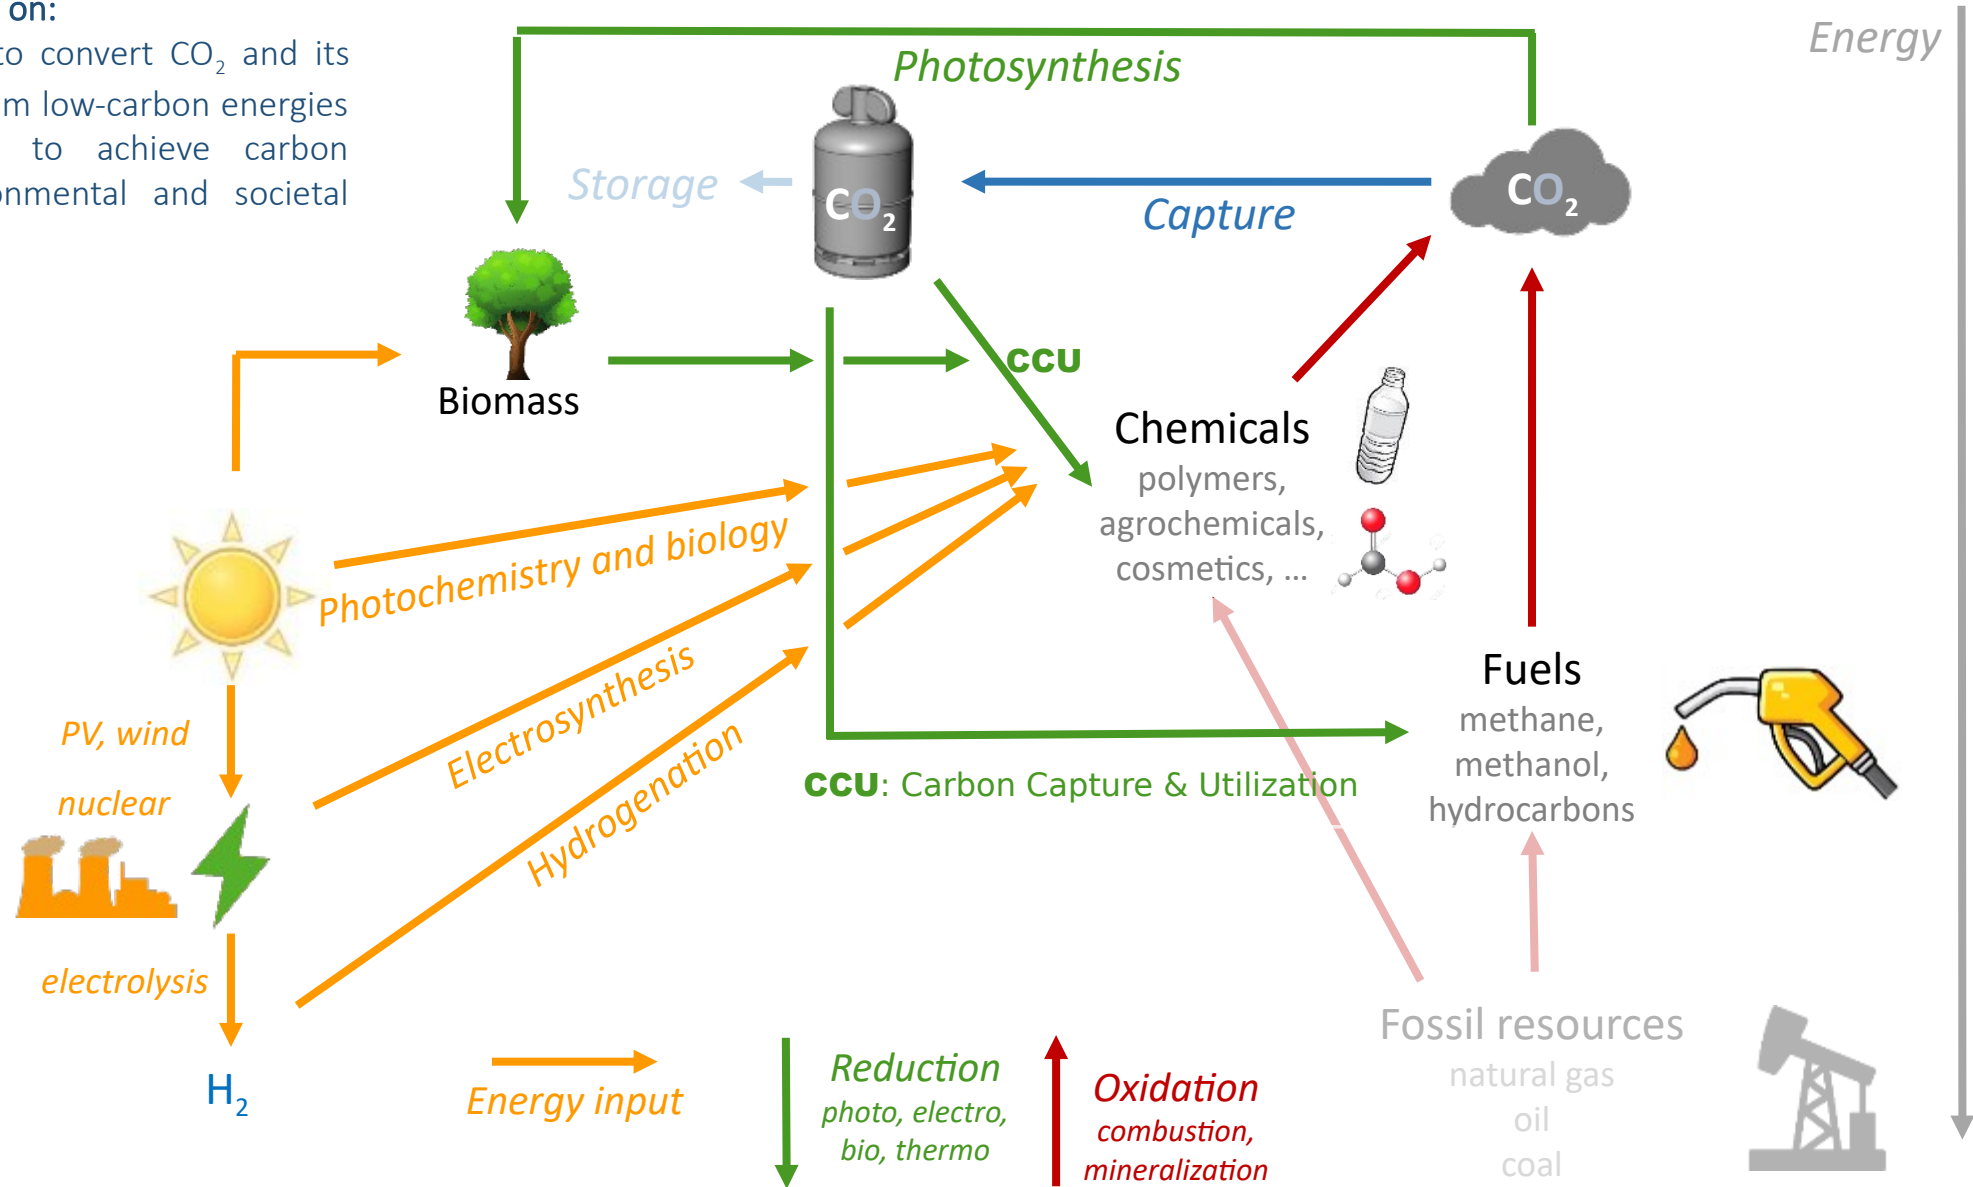 on:
to convert CO₂ and its
m low-carbon energies
to achieve carbon
onmental and societal
Energy
Photosynthesis
Storage
CO₂
Capture
CO₂
Biomass
CCU
Chemicals
polymers,
agrochemicals,
cosmetics, ...
Photochemistry and biology
Electrosynthesis
Hydrogenation
PV, wind
nuclear
electrolysis
H₂
Fuels
methane,
methanol,
hydrocarbons
CCU: Carbon Capture & Utilization
Fossil resources
natural gas
oil
coal
Energy input
Reduction
photo, electro,
bio, thermo
Oxidation
combustion,
mineralization